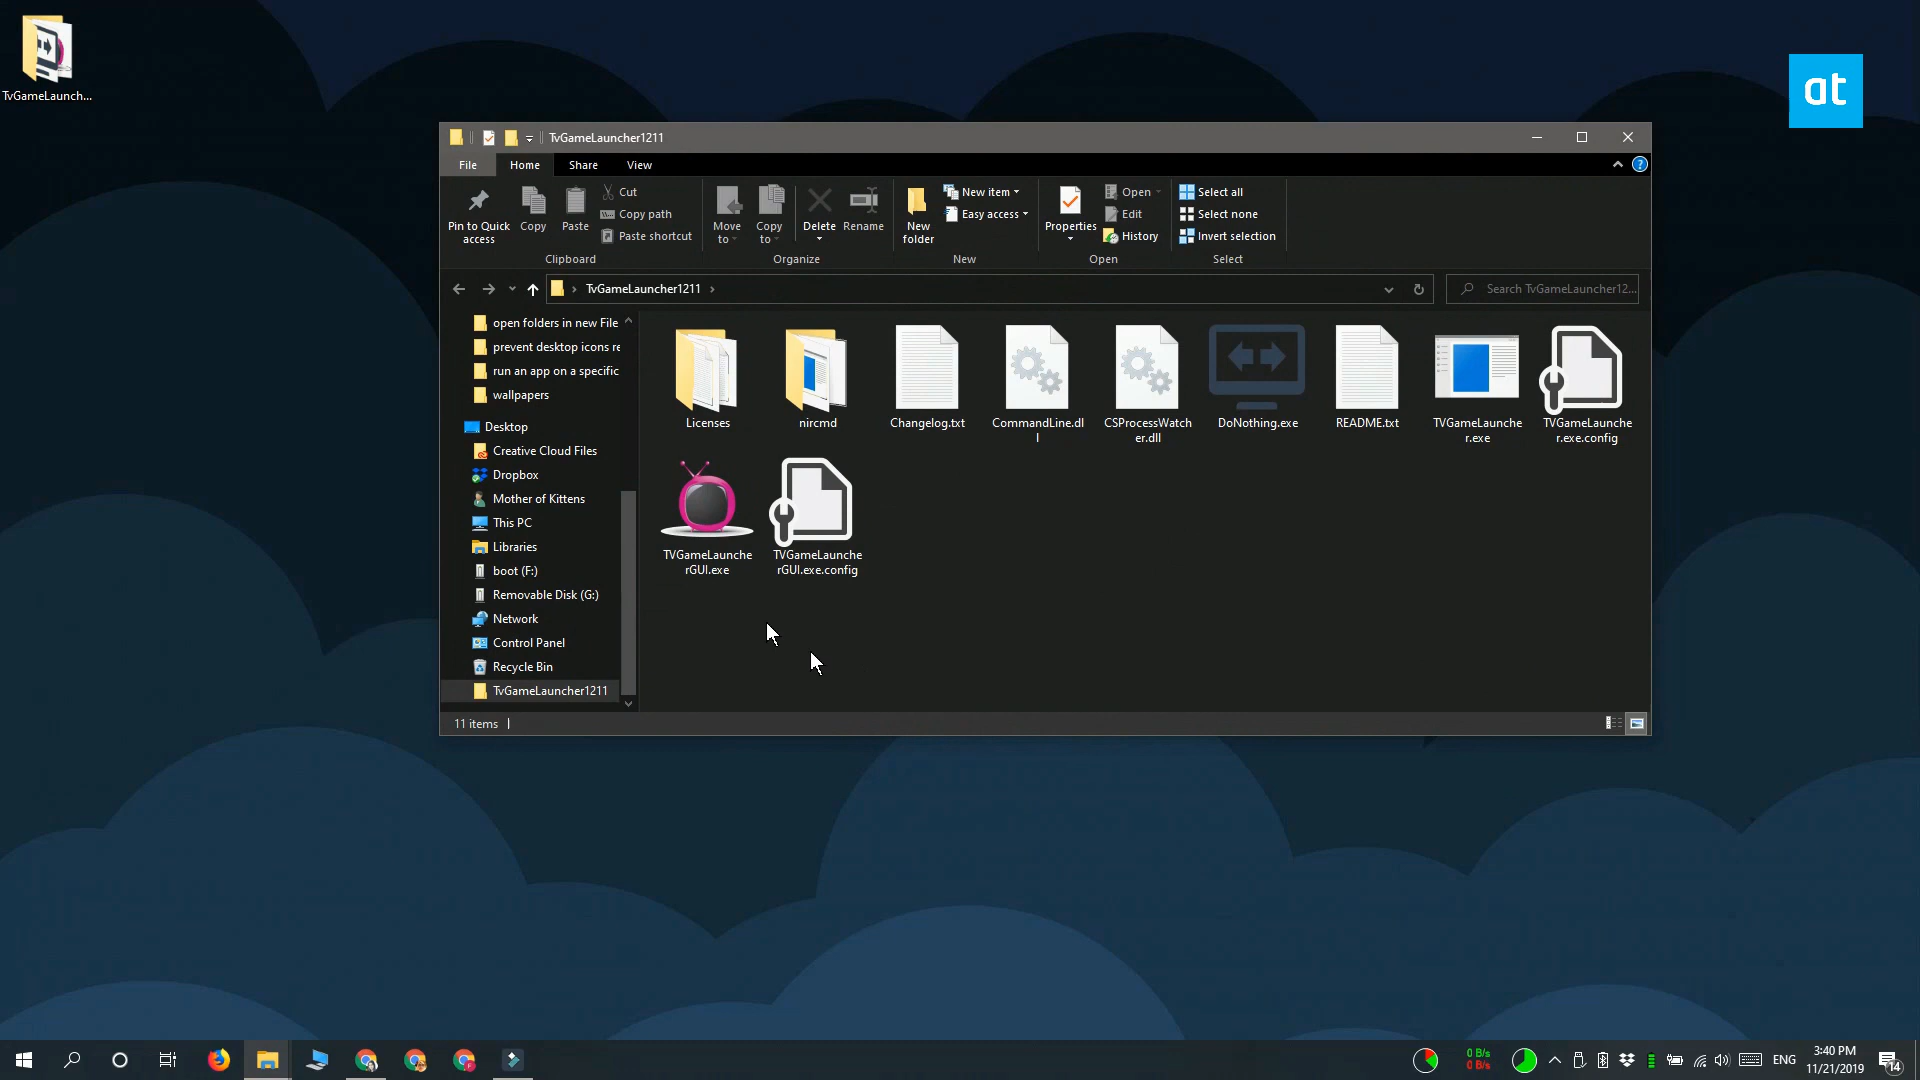 TvGameLaunch...
at
TvGameLauncher1211
File
Home
Share
View
Pin to Quick
access
Copy
Paste
Cut
Copy path
Paste shortcut
Clipboard
Move
to
Copy
to
Delete
Rename
Organize
New
folder
New item
Easy access
New
Properties
Open
Edit
History
Open
Select all
Select none
Invert selection
Select
TvGameLauncher1211
Search TvGameLauncher12...
open folders in new File
prevent desktop icons re
run an app on a specific
wallpapers
Desktop
Creative Cloud Files
Dropbox
Mother of Kittens
This PC
Libraries
boot (F:)
Removable Disk (G:)
Network
Control Panel
Recycle Bin
TvGameLauncher1211
Licenses
nircmd
Changelog.txt
CommandLine.dl
l
CSProcessWatch
er.dll
DoNothing.exe
README.txt
TVGameLaunche
r.exe
TVGameLaunche
r.exe.config
TVGameLaunche
rGUI.exe
TVGameLaunche
rGUI.exe.config
11 items
0 B/s
0 B/s
ENG
3:40 PM
11/21/2019
14